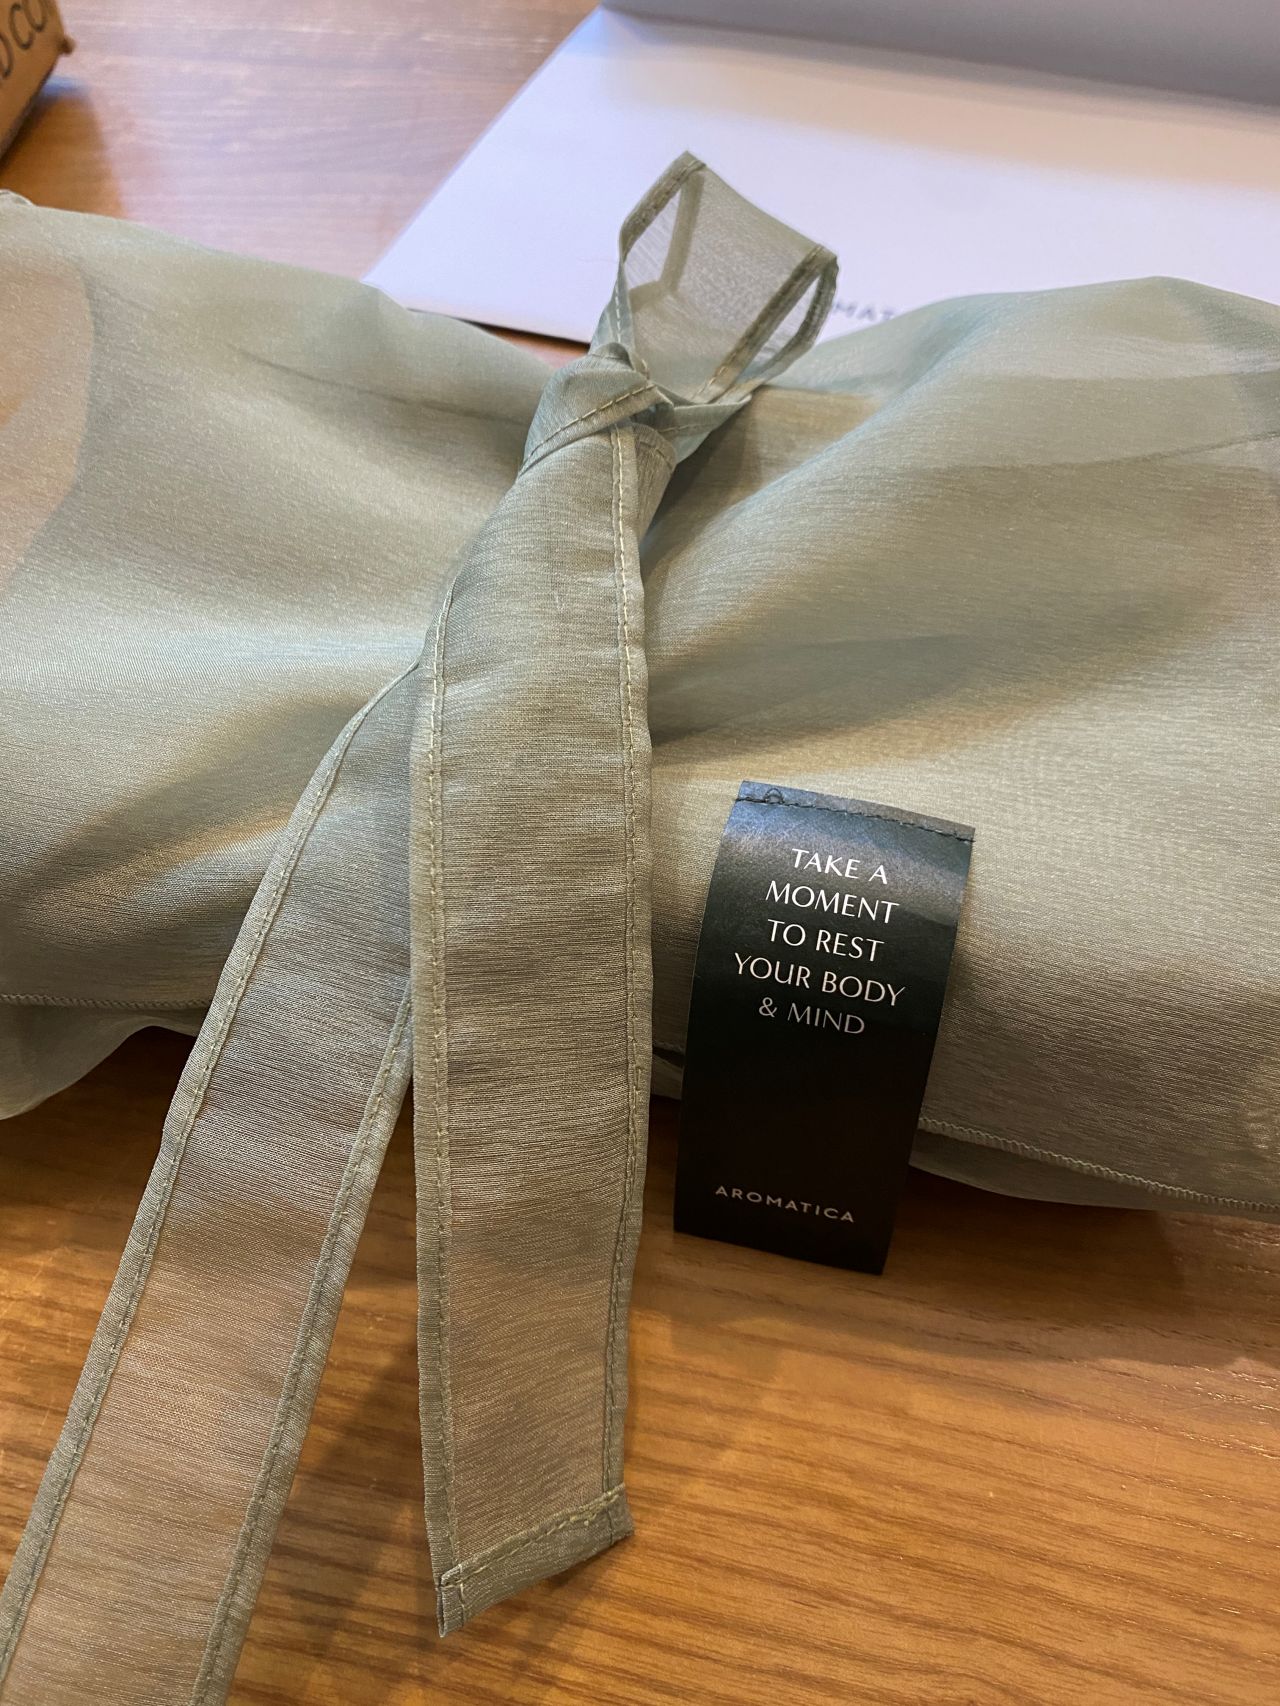 TAKE A
MOMENT
TO REST
YOUR BODY
& MIND
AROMATICA